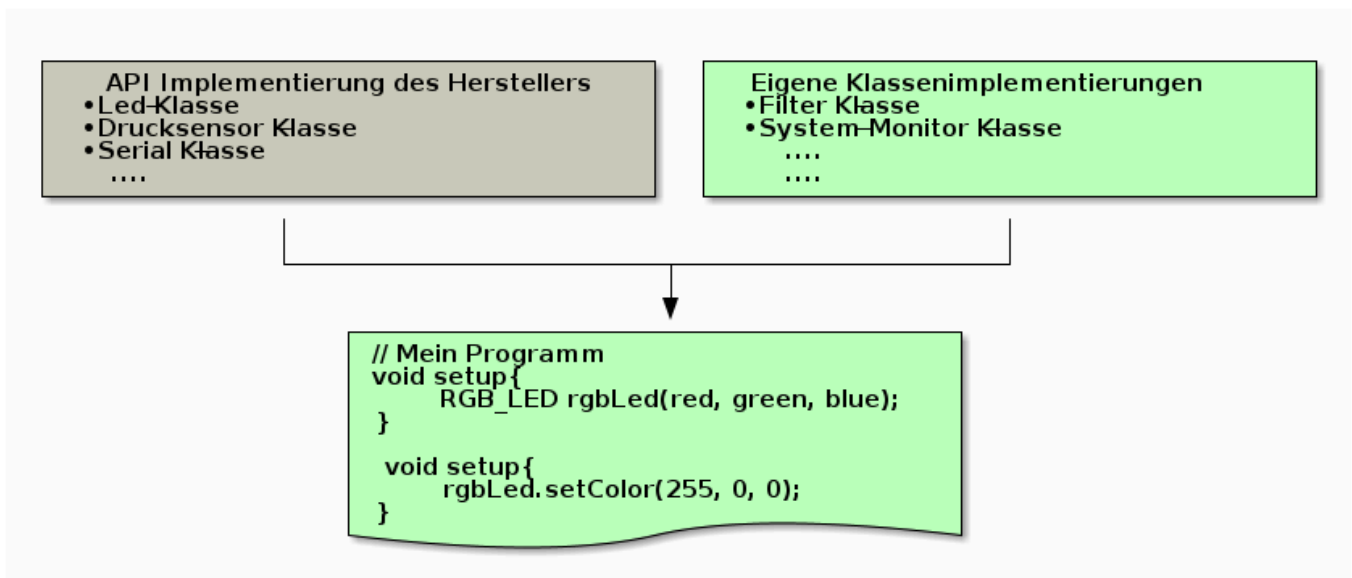 API Implementierung des Herstellers
•Led-Klasse
•Drucksensor Klasse
•Serial Klasse
....
Eigene Klassenimplementierungen
•Filter Klasse
•System-Monitor Klasse
....
....
// Mein Programm
void setup{
RGB_LED rgbLed(red, green, blue);
}
void setup{
rgbLed.setColor(255, 0, 0);
}